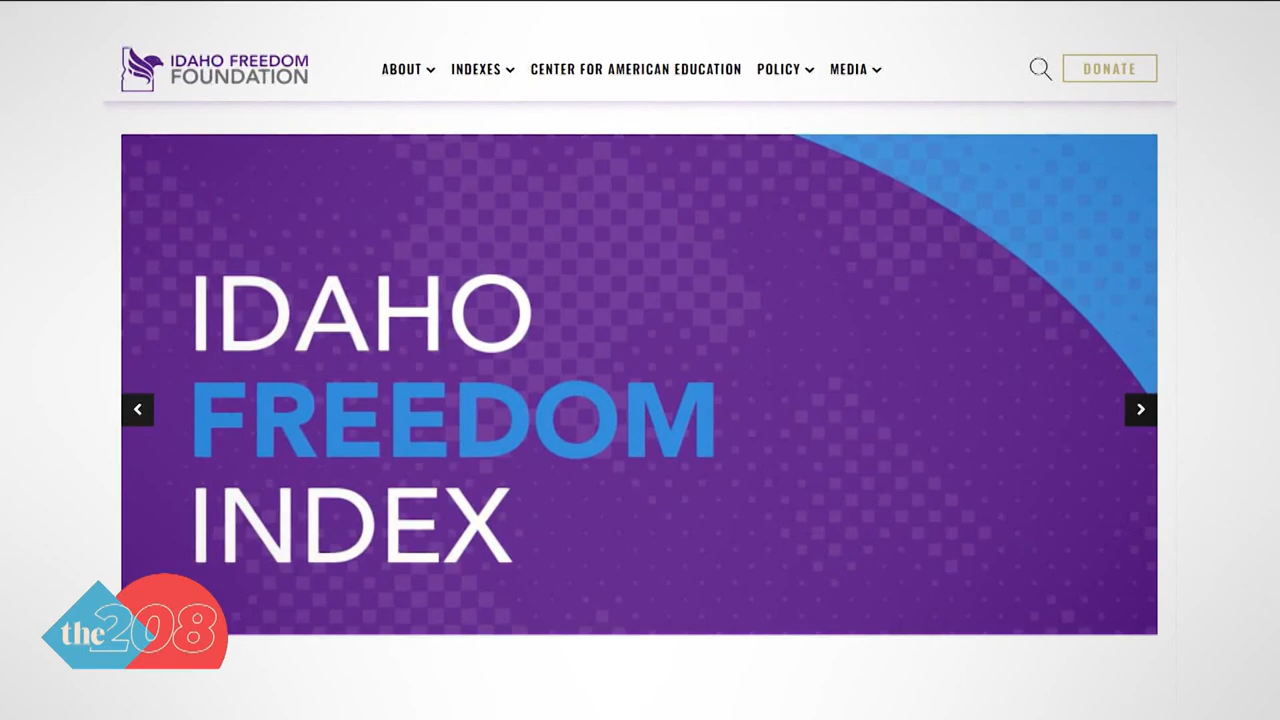 IDAHO FREEDOM
FOUNDATION
ABOUT INDEXES CENTER FOR AMERICAN EDUCATION POLICY MEDIA
DONATE
IDAHO
FREEDOM
INDEX
the208